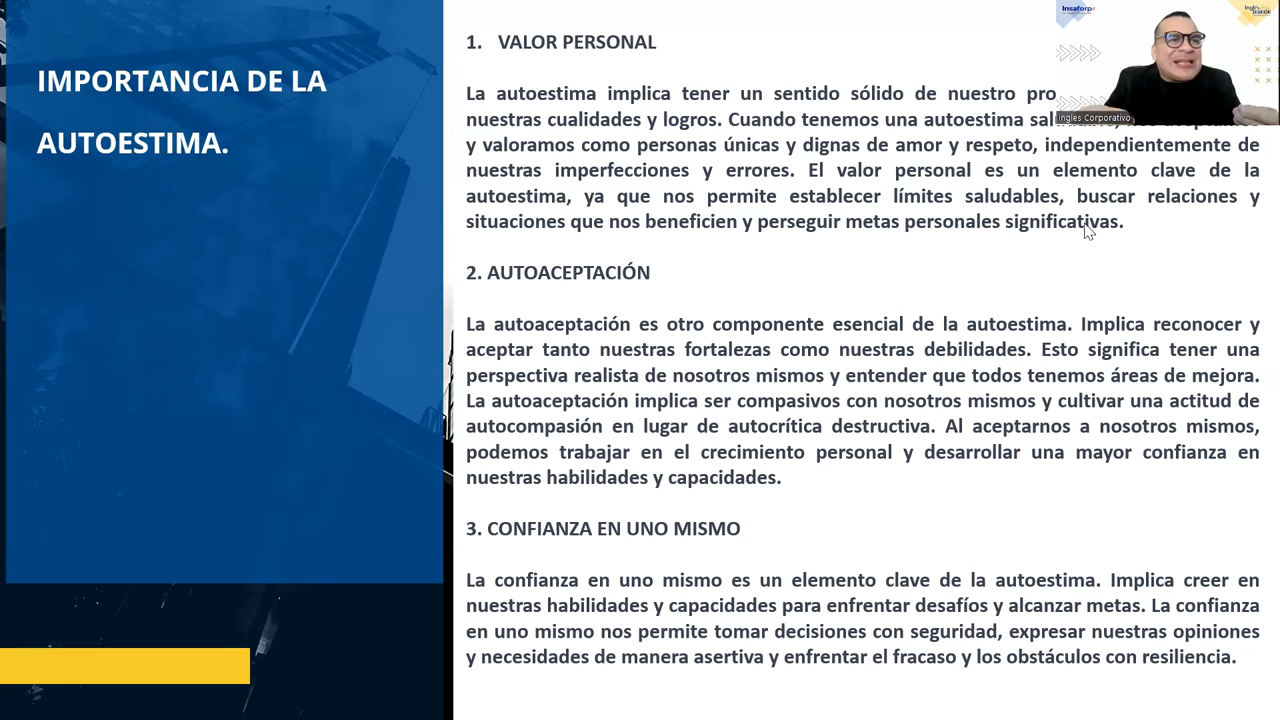 IMPORTANCIA DE LA
AUTOESTIMA.
1. VALOR PERSONAL
La autoestima implica tener un sentido sólido de nuestro pro
nuestras cualidades y logros. Cuando tenemos una autoestima
y valoramos como personas únicas y dignas de amor y respeto, independientemente de
nuestras imperfecciones y errores. El valor personal es un elemento clave de la
autoestima, ya que nos permite establecer límites saludables, buscar relaciones y
situaciones que nos beneficien y perseguir metas personales significativas.
2. AUTOACEPTACIÓN
La autoaceptación es otro componente esencial de la autoestima. Implica reconocer y
aceptar tanto nuestras fortalezas como nuestras debilidades. Esto significa tener una
perspectiva realista de nosotros mismos y entender que todos tenemos áreas de mejora.
La autoaceptación implica ser compasivos con nosotros mismos y cultivar una actitud de
autocompasión en lugar de autocrítica destructiva. Al aceptarnos a nosotros mismos,
podemos trabajar en el crecimiento personal y desarrollar una mayor confianza en
nuestras habilidades y capacidades.
3. CONFIANZA EN UNO MISMO
La confianza en uno mismo es un elemento clave de la autoestima. Implica creer en
nuestras habilidades y capacidades para enfrentar desafíos y alcanzar metas. La confianza
en uno mismo nos permite tomar decisiones con seguridad, expresar nuestras opiniones
y necesidades de manera asertiva y enfrentar el fracaso y los obstáculos con resiliencia.
Insaforp
Ingles Corporativo